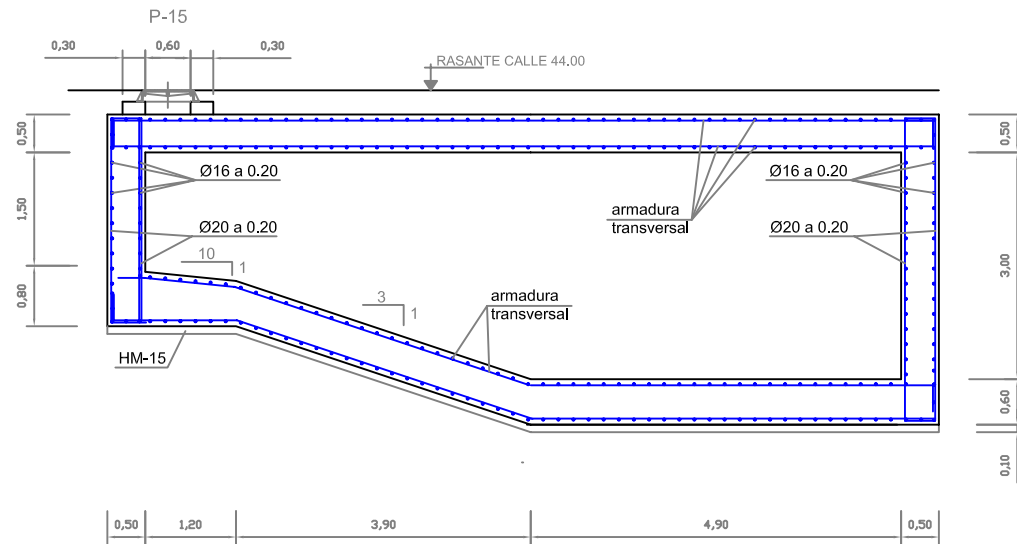 P-15
0,30
0,60
0,30
RASANTE CALLE 44.00
0,50
0,50
Ø16 a 0.20
Ø16 a 0.20
1,50
armadura
transversal
Ø20 a 0.20
Ø20 a 0.20
3,00
10
1
0,80
3
1
armadura
transversal
HM-15
0,60
0,10
0,50
1,20
3,90
4,90
0,50